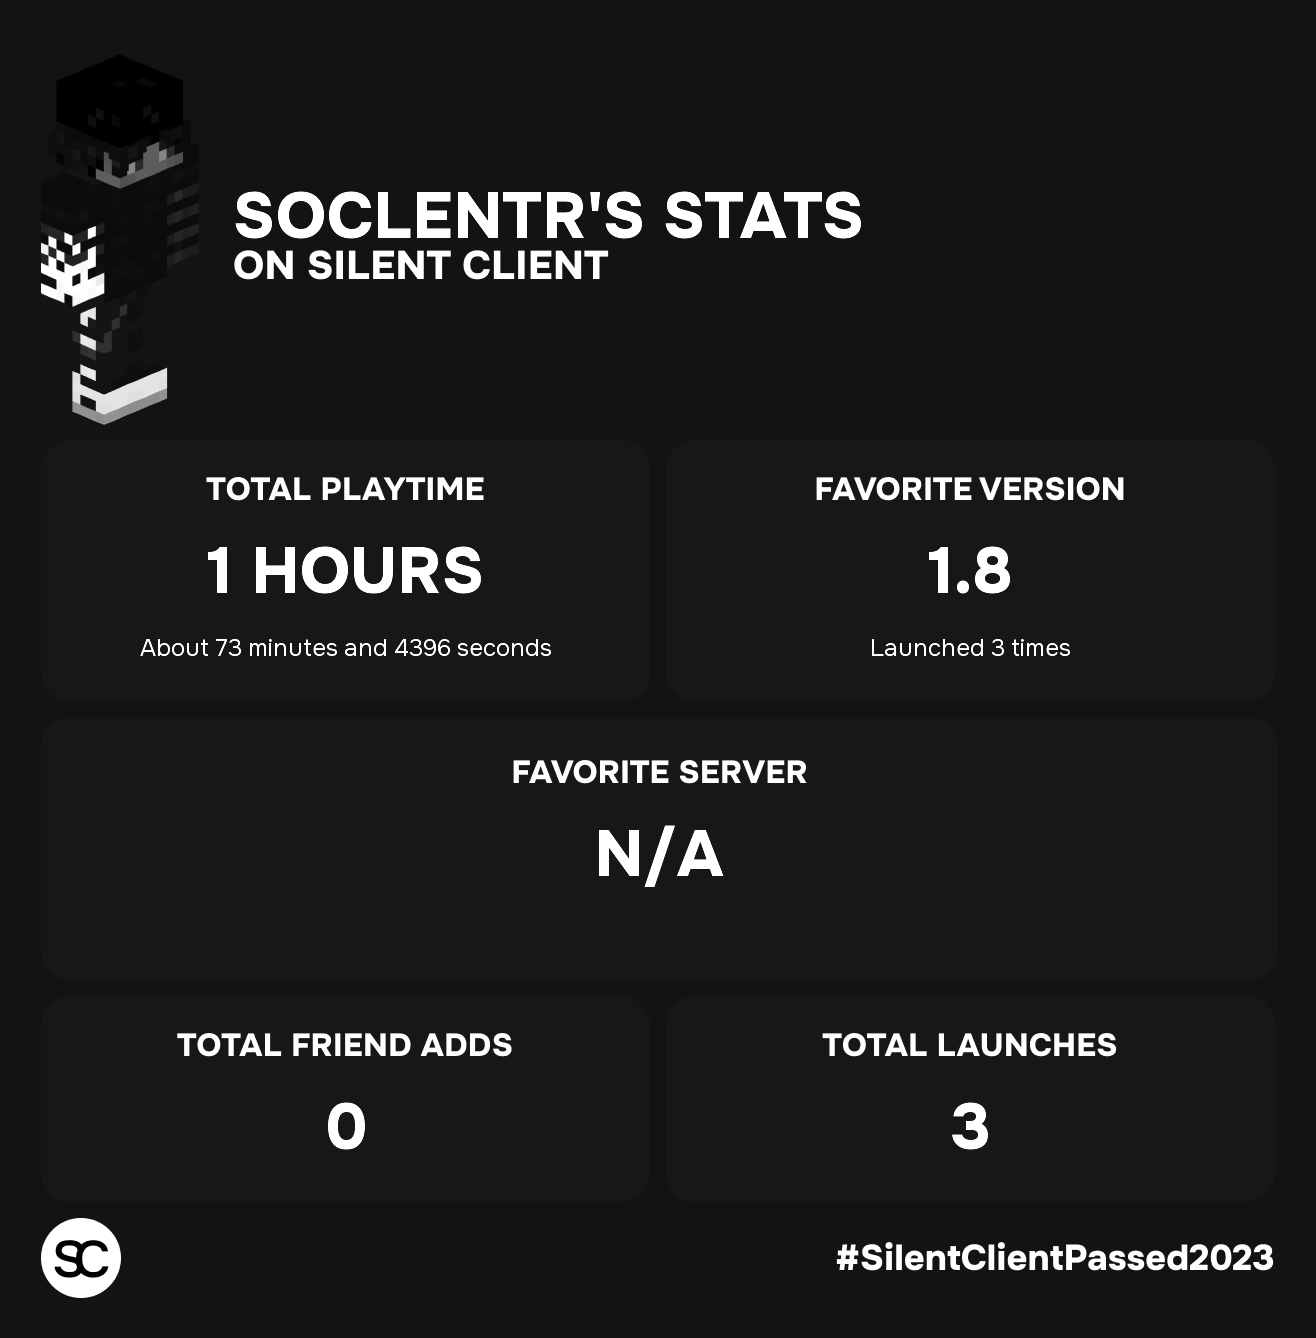 SOCLENTR'S STATS
ON SILENT CLIENT
TOTAL PLAYTIME
1 HOURS
About 73 minutes and 4396 seconds
FAVORITE VERSION
1.8
Launched 3 times
FAVORITE SERVER
N/A
TOTAL FRIEND ADDS
0
TOTAL LAUNCHES
3
SC
#SilentClientPassed2023